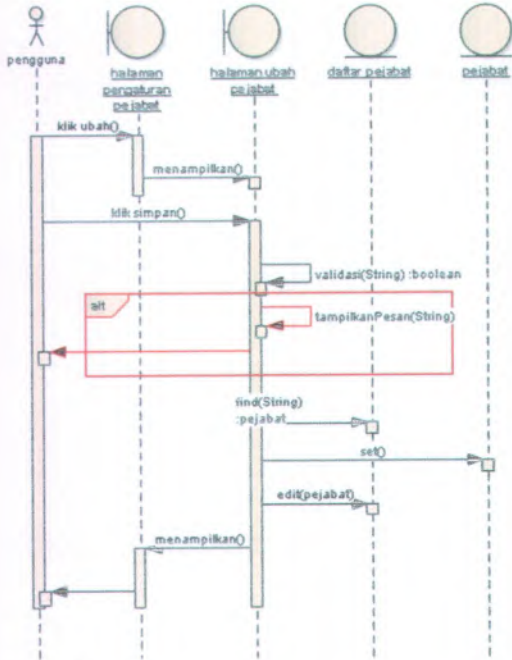 pengguna
halaman
pengaturan
pejabat
halaman ubah
pejabat
daftar pejabat
pejabat
klik ubah()
menampilkan()
klik simpan()
validasi(String) :boolean
alt
tampilkanPesan(String)
find(String)
:pejabat
set()
edit(pejabat)
menampilkan()